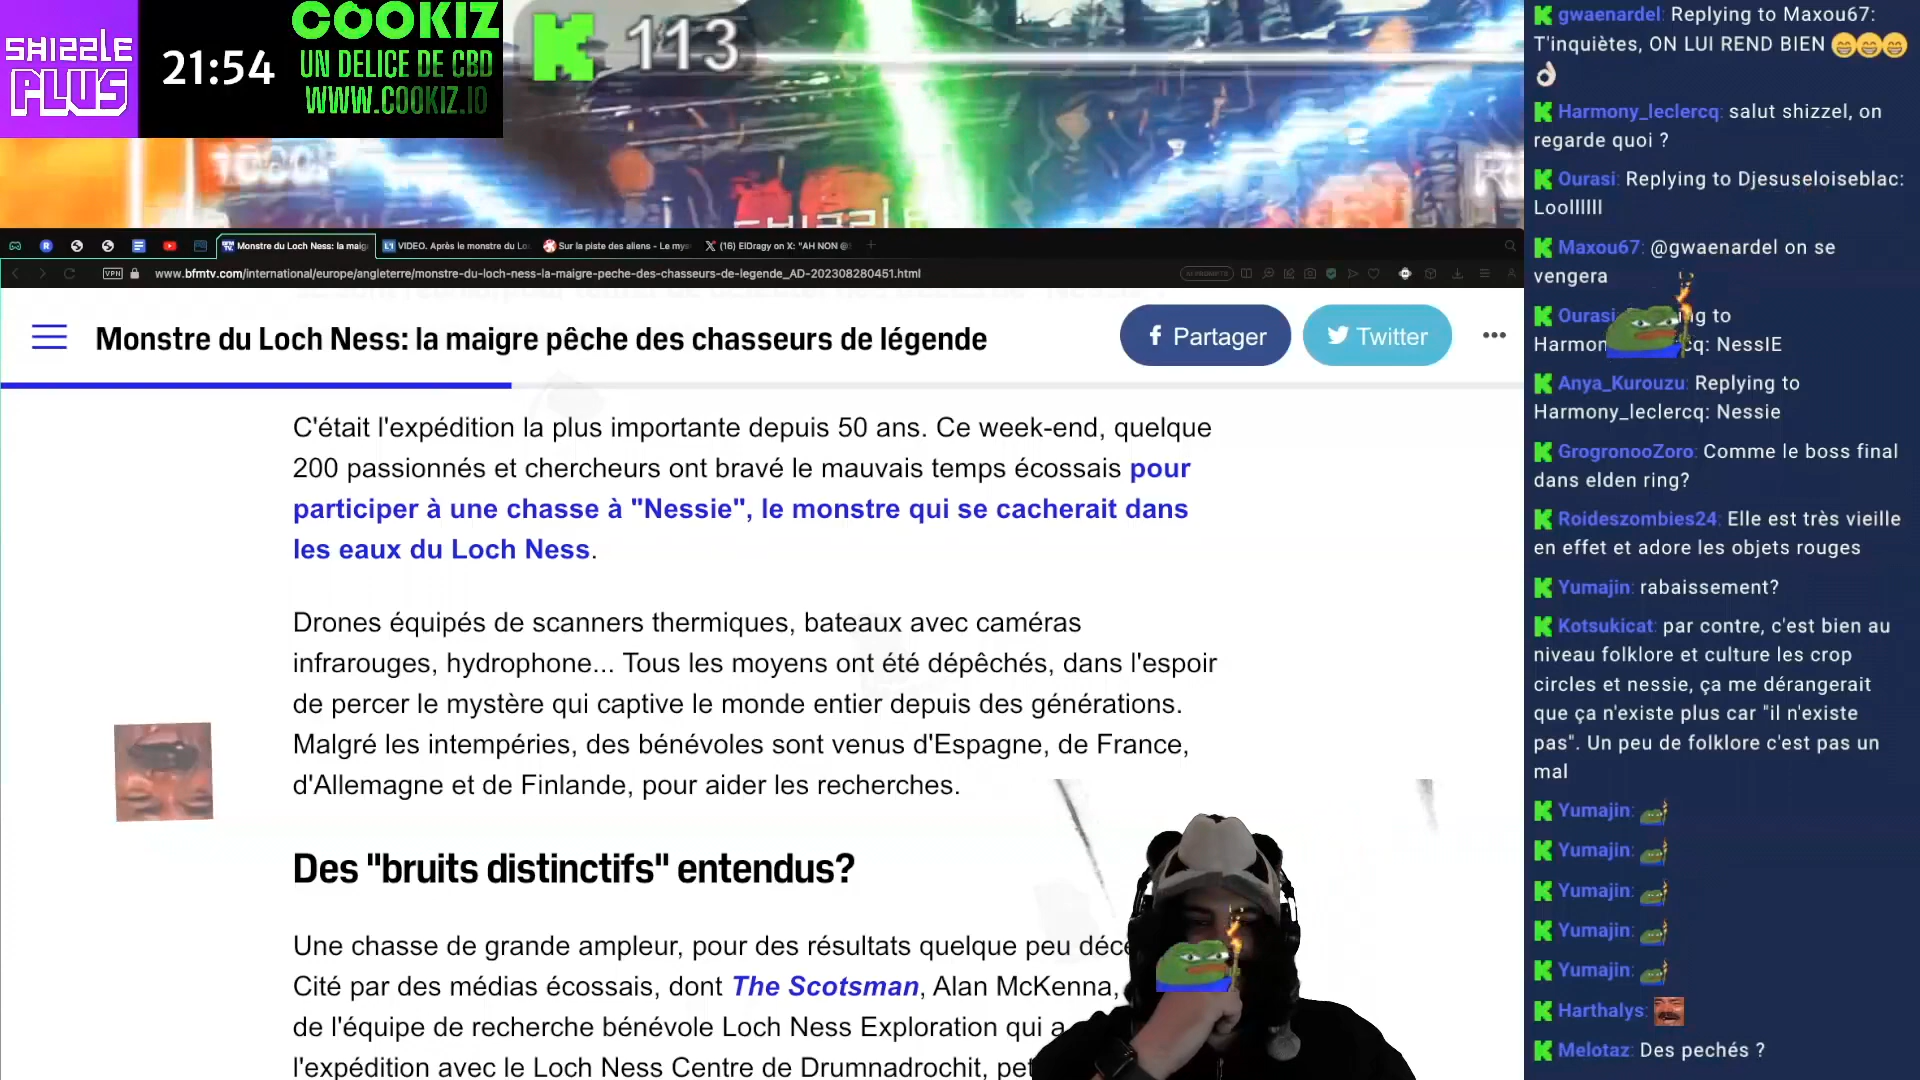 SHIZZLE
PLUS
21:54
COOKIZ
UN DELICE DE CBD
WWW.COOKIZ.IO
113
Monstre du Loch Ness: la maig
VIDEO. Après le monstre du Lo
Sur la piste des aliens - Le mys
(16) ElDragy on X: "AH NON @
VPN
www.bfmtv.com/international/europe/angleterre/monstre-du-loch-ness-la-maigre-peche-des-chasseurs-de-legende_AD-202308280451.html
AI PROMPTS
Monstre du Loch Ness: la maigre pêche des chasseurs de légende
Partager
Twitter
C'était l'expédition la plus importante depuis 50 ans. Ce week-end, quelque
200 passionnés et chercheurs ont bravé le mauvais temps écossais pour
participer à une chasse à "Nessie", le monstre qui se cacherait dans
les eaux du Loch Ness.
Drones équipés de scanners thermiques, bateaux avec caméras
infrarouges, hydrophone... Tous les moyens ont été dépêchés, dans l'espoir
de percer le mystère qui captive le monde entier depuis des générations.
Malgré les intempéries, des bénévoles sont venus d'Espagne, de France,
d'Allemagne et de Finlande, pour aider les recherches.
Des "bruits distinctifs" entendus?
Une chasse de grande ampleur, pour des résultats quelque peu déce
Cité par des médias écossais, dont The Scotsman, Alan McKenna,
de l'équipe de recherche bénévole Loch Ness Exploration qui a
l'expédition avec le Loch Ness Centre de Drumnadrochit, pet
gwaenardel: Replying to Maxou67:
T'inquiètes, ON LUI REND BIEN 😁😁😁
👌🏻
Harmony_leclercq: salut shizzel, on
regarde quoi ?
Ourasi: Replying to Djesuseloiseblac:
Loollllll
Maxou67: @gwaenardel on se
vengera
Ourasi ng to
Harmon cq: NessIE
Anya_Kurouzu: Replying to
Harmony_leclercq: Nessie
GrogronooZoro: Comme le boss final
dans elden ring?
Roideszombies24: Elle est très vieille
en effet et adore les objets rouges
Yumajin: rabaissement?
Kotsukicat: par contre, c'est bien au
niveau folklore et culture les crop
circles et nessie, ça me dérangerait
que ça n'existe plus car "il n'existe
pas". Un peu de folklore c'est pas un
mal
Yumajin:
Yumajin:
Yumajin:
Yumajin:
Yumajin:
Harthalys:
Melotaz: Des pechés ?